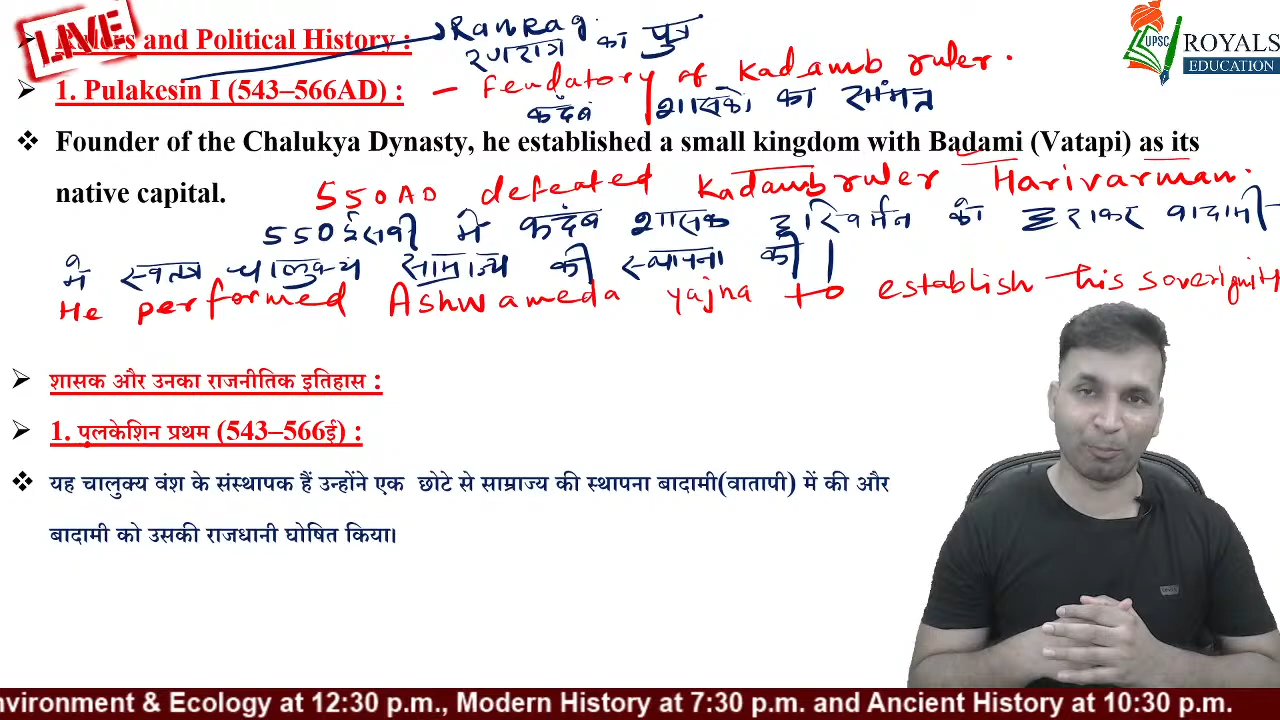 LIVE
Rulers and Political History :
RanRag
रणराग का पुत्र
1. Pulakesin I (543–566AD) :
- Feudatory of Kadamb ruler.
कदंब शासको का सांमत
Founder of the Chalukya Dynasty, he established a small kingdom with Badami (Vatapi) as its
native capital.
550AD defeated Kadamb ruler Harivarman.
550 ईसवी में कदंब शासक हरिवर्मन को हराकर वादामी
में स्वतंत्र चालुक्य साम्राज्य की स्थापना की।
He performed Ashwameda yajna to establish his soverignity
शासक और उनका राजनीतिक इतिहास :
1. पुलकेशिन प्रथम (543–566ई) :
यह चालुक्य वंश के संस्थापक हैं उन्होंने एक छोटे से साम्राज्य की स्थापना बादामी(वातापी) में की और
बादामी को उसकी राजधानी घोषित किया।
UPSC ROYALS
EDUCATION
nvironment & Ecology at 12:30 p.m., Modern History at 7:30 p.m. and Ancient History at 10:30 p.m.